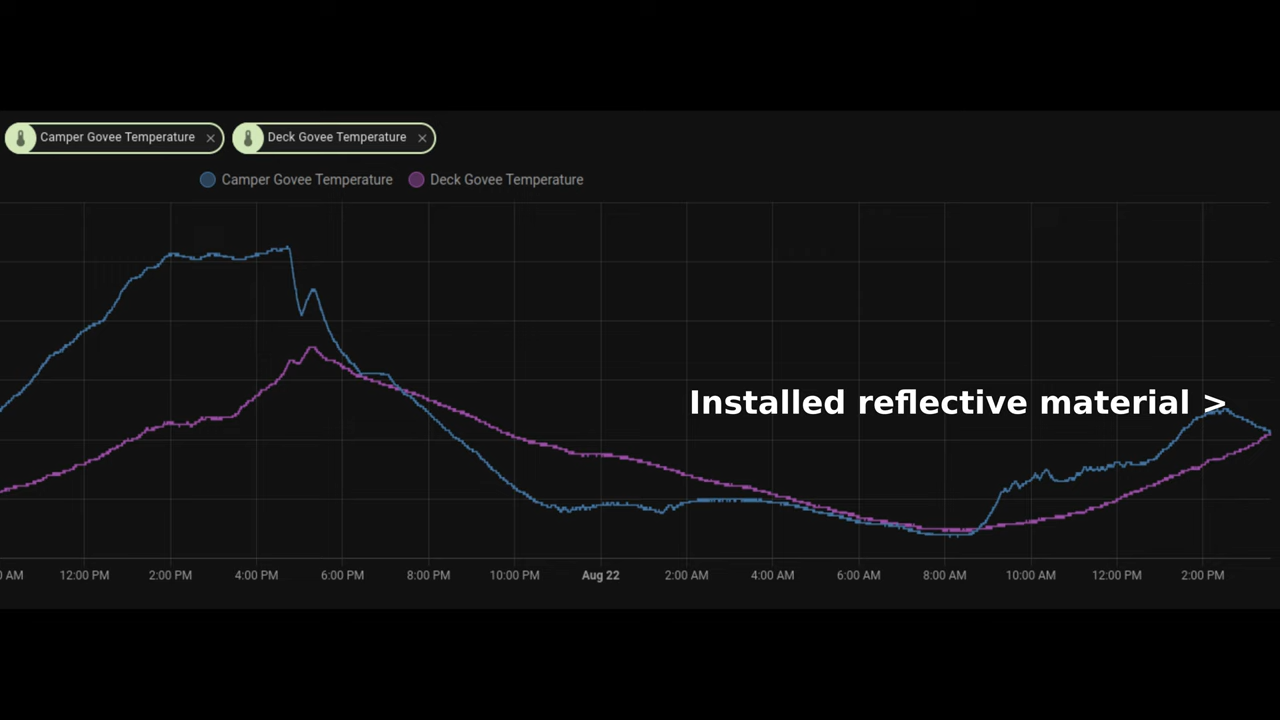 Camper Govee Temperature × Deck Govee Temperature ×
Camper Govee Temperature Deck Govee Temperature
Installed reflective material >
0 AM 12:00 PM 2:00 PM 4:00 PM 6:00 PM 8:00 PM 10:00 PM Aug 22 2:00 AM 4:00 AM 6:00 AM 8:00 AM 10:00 AM 12:00 PM 2:00 PM